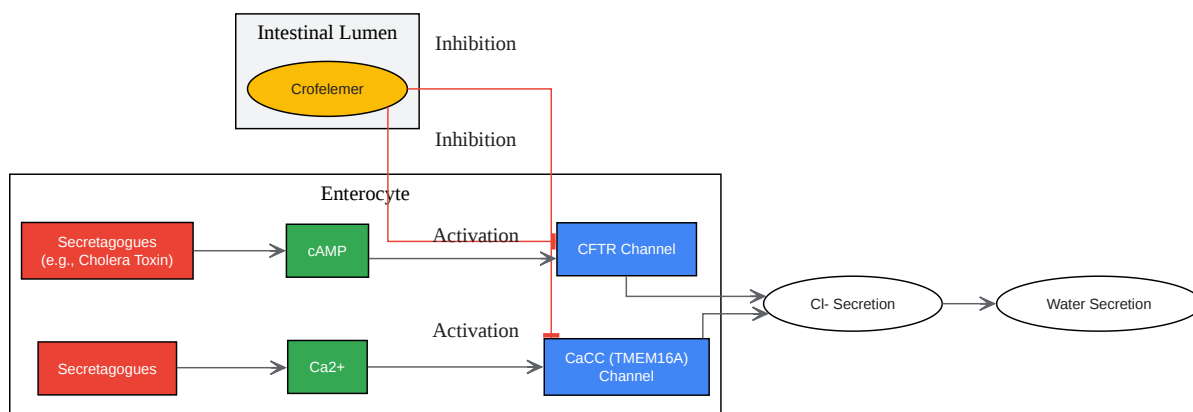 Intestinal Lumen
Inhibition
Crofelemer
Inhibition
Enterocyte
Secretagogues
(e.g., Cholera Toxin)
cAMP
Activation
CFTR Channel
Cl- Secretion
Water Secretion
Secretagogues
Ca2+
Activation
CaCC (TMEM16A)
Channel